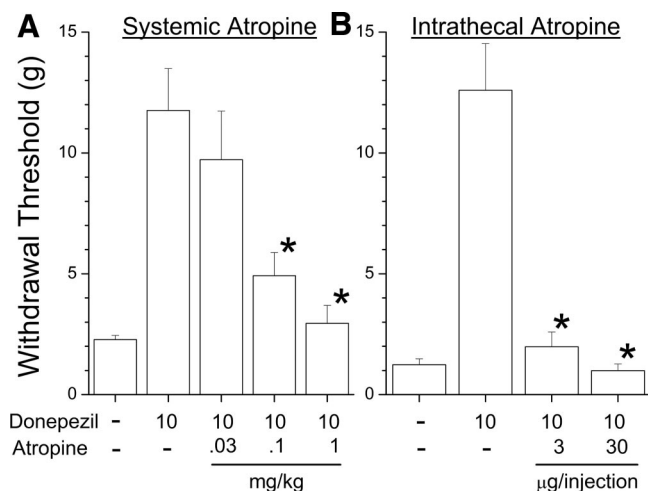 A Systemic Atropine B Intrathecal Atropine
Withdrawal Threshold (g)
15 15
10 10
5 5
0 0
* * * *
Donepezil - 10 10 10 10 - 10 10 10
Atropine - - .03 .1 1 - - 3 30
mg/kg μg/injection